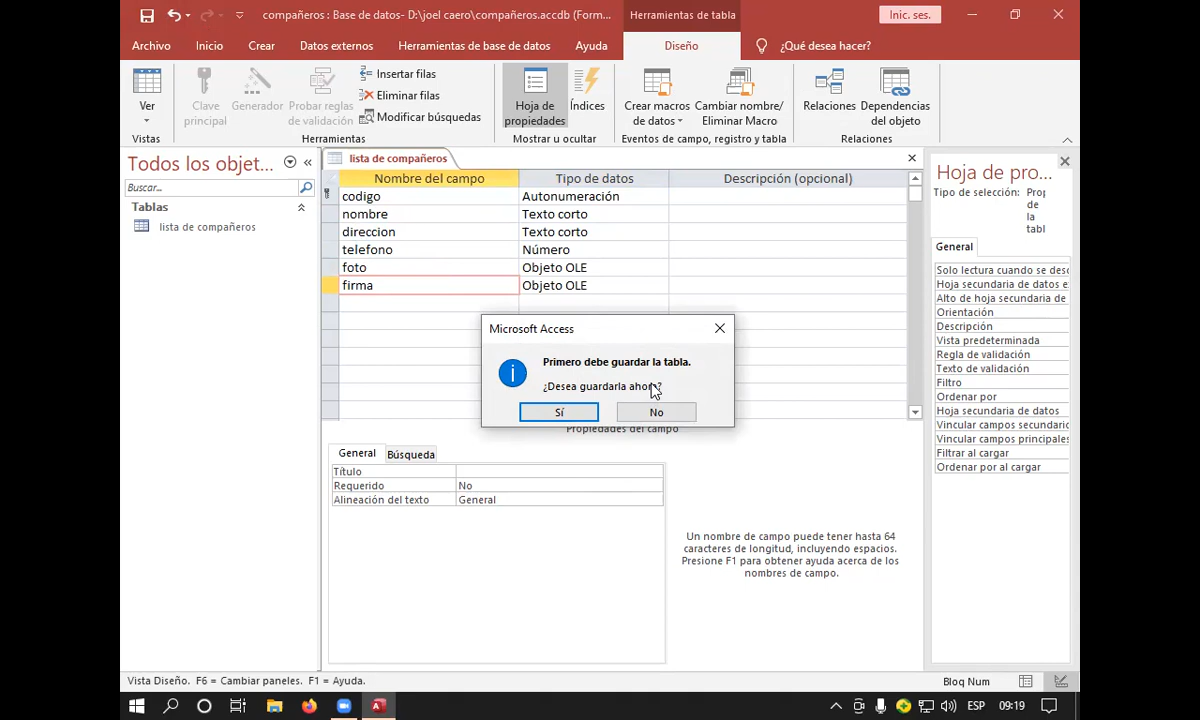 compañeros : Base de datos- D:\joel caero\compañeros.accdb (Form...
Herramientas de tabla
Inic. ses.
Archivo
Inicio
Crear
Datos externos
Herramientas de base de datos
Ayuda
Diseño
¿Qué desea hacer?
Ver
Clave
principal
Generador
Probar reglas
de validación
Insertar filas
Eliminar filas
Modificar búsquedas
Hoja de
propiedades
Índices
Crear macros
de datos
Cambiar nombre/
Eliminar Macro
Relaciones
Dependencias
del objeto
Vistas
Herramientas
Mostrar u ocultar
Eventos de campo, registro y tabla
Relaciones
Todos los objet...
Buscar...
Tablas
lista de compañeros
lista de compañeros
Nombre del campo
Tipo de datos
Descripción (opcional)
codigo
Autonumeración
nombre
Texto corto
direccion
Texto corto
telefono
Número
foto
Objeto OLE
firma
Objeto OLE
Microsoft Access
Primero debe guardar la tabla.
¿Desea guardarla ahora?
Sí
No
Propiedades del campo
General
Búsqueda
Título
Requerido
No
Alineación del texto
General
Un nombre de campo puede tener hasta 64
caracteres de longitud, incluyendo espacios.
Presione F1 para obtener ayuda acerca de los
nombres de campo.
Hoja de pro...
Tipo de selección:
Prop
de
la
tabl
General
Solo lectura cuando se desc
Hoja secundaria de datos e
Alto de hoja secundaria de
Orientación
Descripción
Vista predeterminada
Regla de validación
Texto de validación
Filtro
Ordenar por
Hoja secundaria de datos
Vincular campos secundario
Vincular campos principales
Filtrar al cargar
Ordenar por al cargar
Vista Diseño. F6 = Cambiar paneles. F1 = Ayuda.
Bloq Num
ESP
09:19